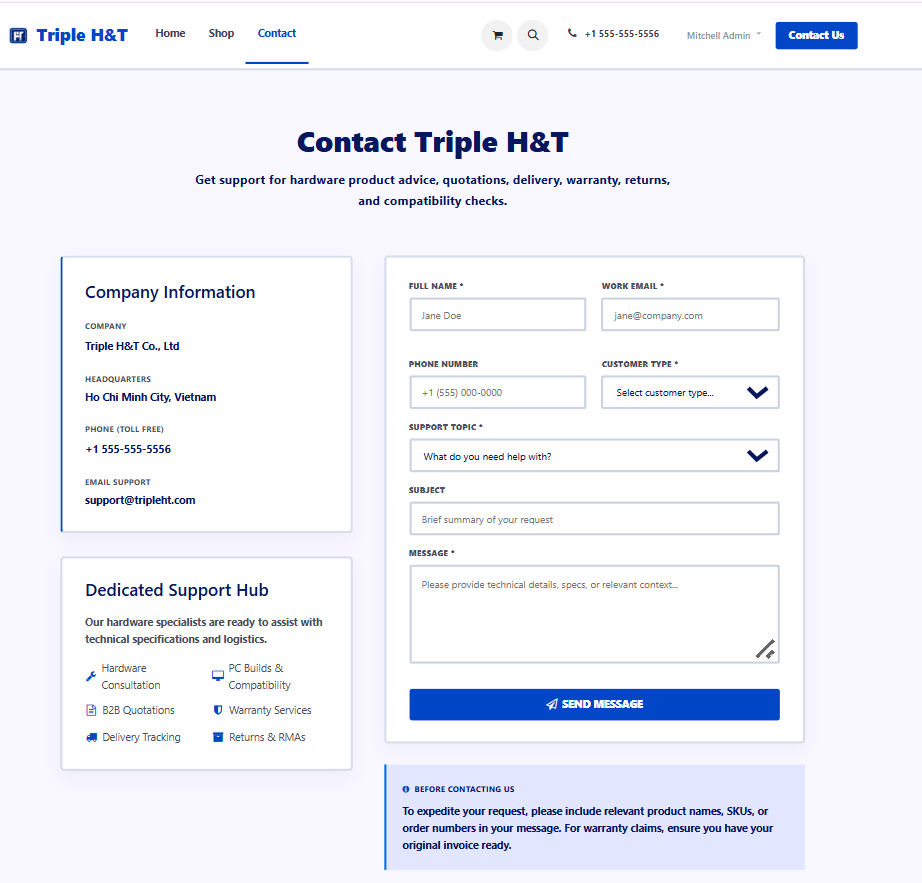 Triple H&T
Home
Shop
Contact
+1 555-555-5556
Mitchell Admin
Contact Us
Contact Triple H&T
Get support for hardware product advice, quotations, delivery, warranty, returns,
and compatibility checks.
Company Information
COMPANY
Triple H&T Co., Ltd
HEADQUARTERS
Ho Chi Minh City, Vietnam
PHONE (TOLL FREE)
+1 555-555-5556
EMAIL SUPPORT
support@tripleht.com
Dedicated Support Hub
Our hardware specialists are ready to assist with
technical specifications and logistics.
Hardware
Consultation
PC Builds &
Compatibility
B2B Quotations
Warranty Services
Delivery Tracking
Returns & RMAs
FULL NAME *
WORK EMAIL *
Jane Doe
jane@company.com
PHONE NUMBER
CUSTOMER TYPE *
+1 (555) 000-0000
Select customer type...
SUPPORT TOPIC *
What do you need help with?
SUBJECT
Brief summary of your request
MESSAGE *
Please provide technical details, specs, or relevant context...
SEND MESSAGE
BEFORE CONTACTING US
To expedite your request, please include relevant product names, SKUs, or
order numbers in your message. For warranty claims, ensure you have your
original invoice ready.